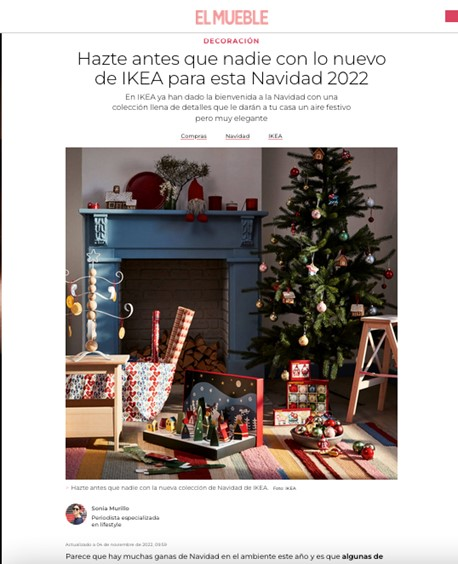 EL MUEBLE
DECORACIÓN
Hazte antes que nadie con lo nuevo
de IKEA para esta Navidad 2022
En IKEA ya han dado la bienvenida a la Navidad con una
colección llena de detalles que le darán a tu casa un aire festivo
pero muy elegante
Compras Navidad IKEA
Hazte antes que nadie con la nueva colección de Navidad de IKEA. Foto: IKEA
Sonia Murillo
Periodista especializada
en lifestyle
Actualizado a 04 de noviembre de 2022,
Parece que hay muchas ganas de Navidad en el ambiente este año y es que algunas de